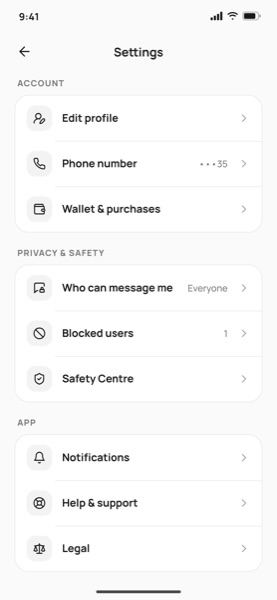 9:41
Settings
ACCOUNT
Edit profile
Phone number •••35
Wallet & purchases
PRIVACY & SAFETY
Who can message me Everyone
Blocked users 1
Safety Centre
APP
Notifications
Help & support
Legal